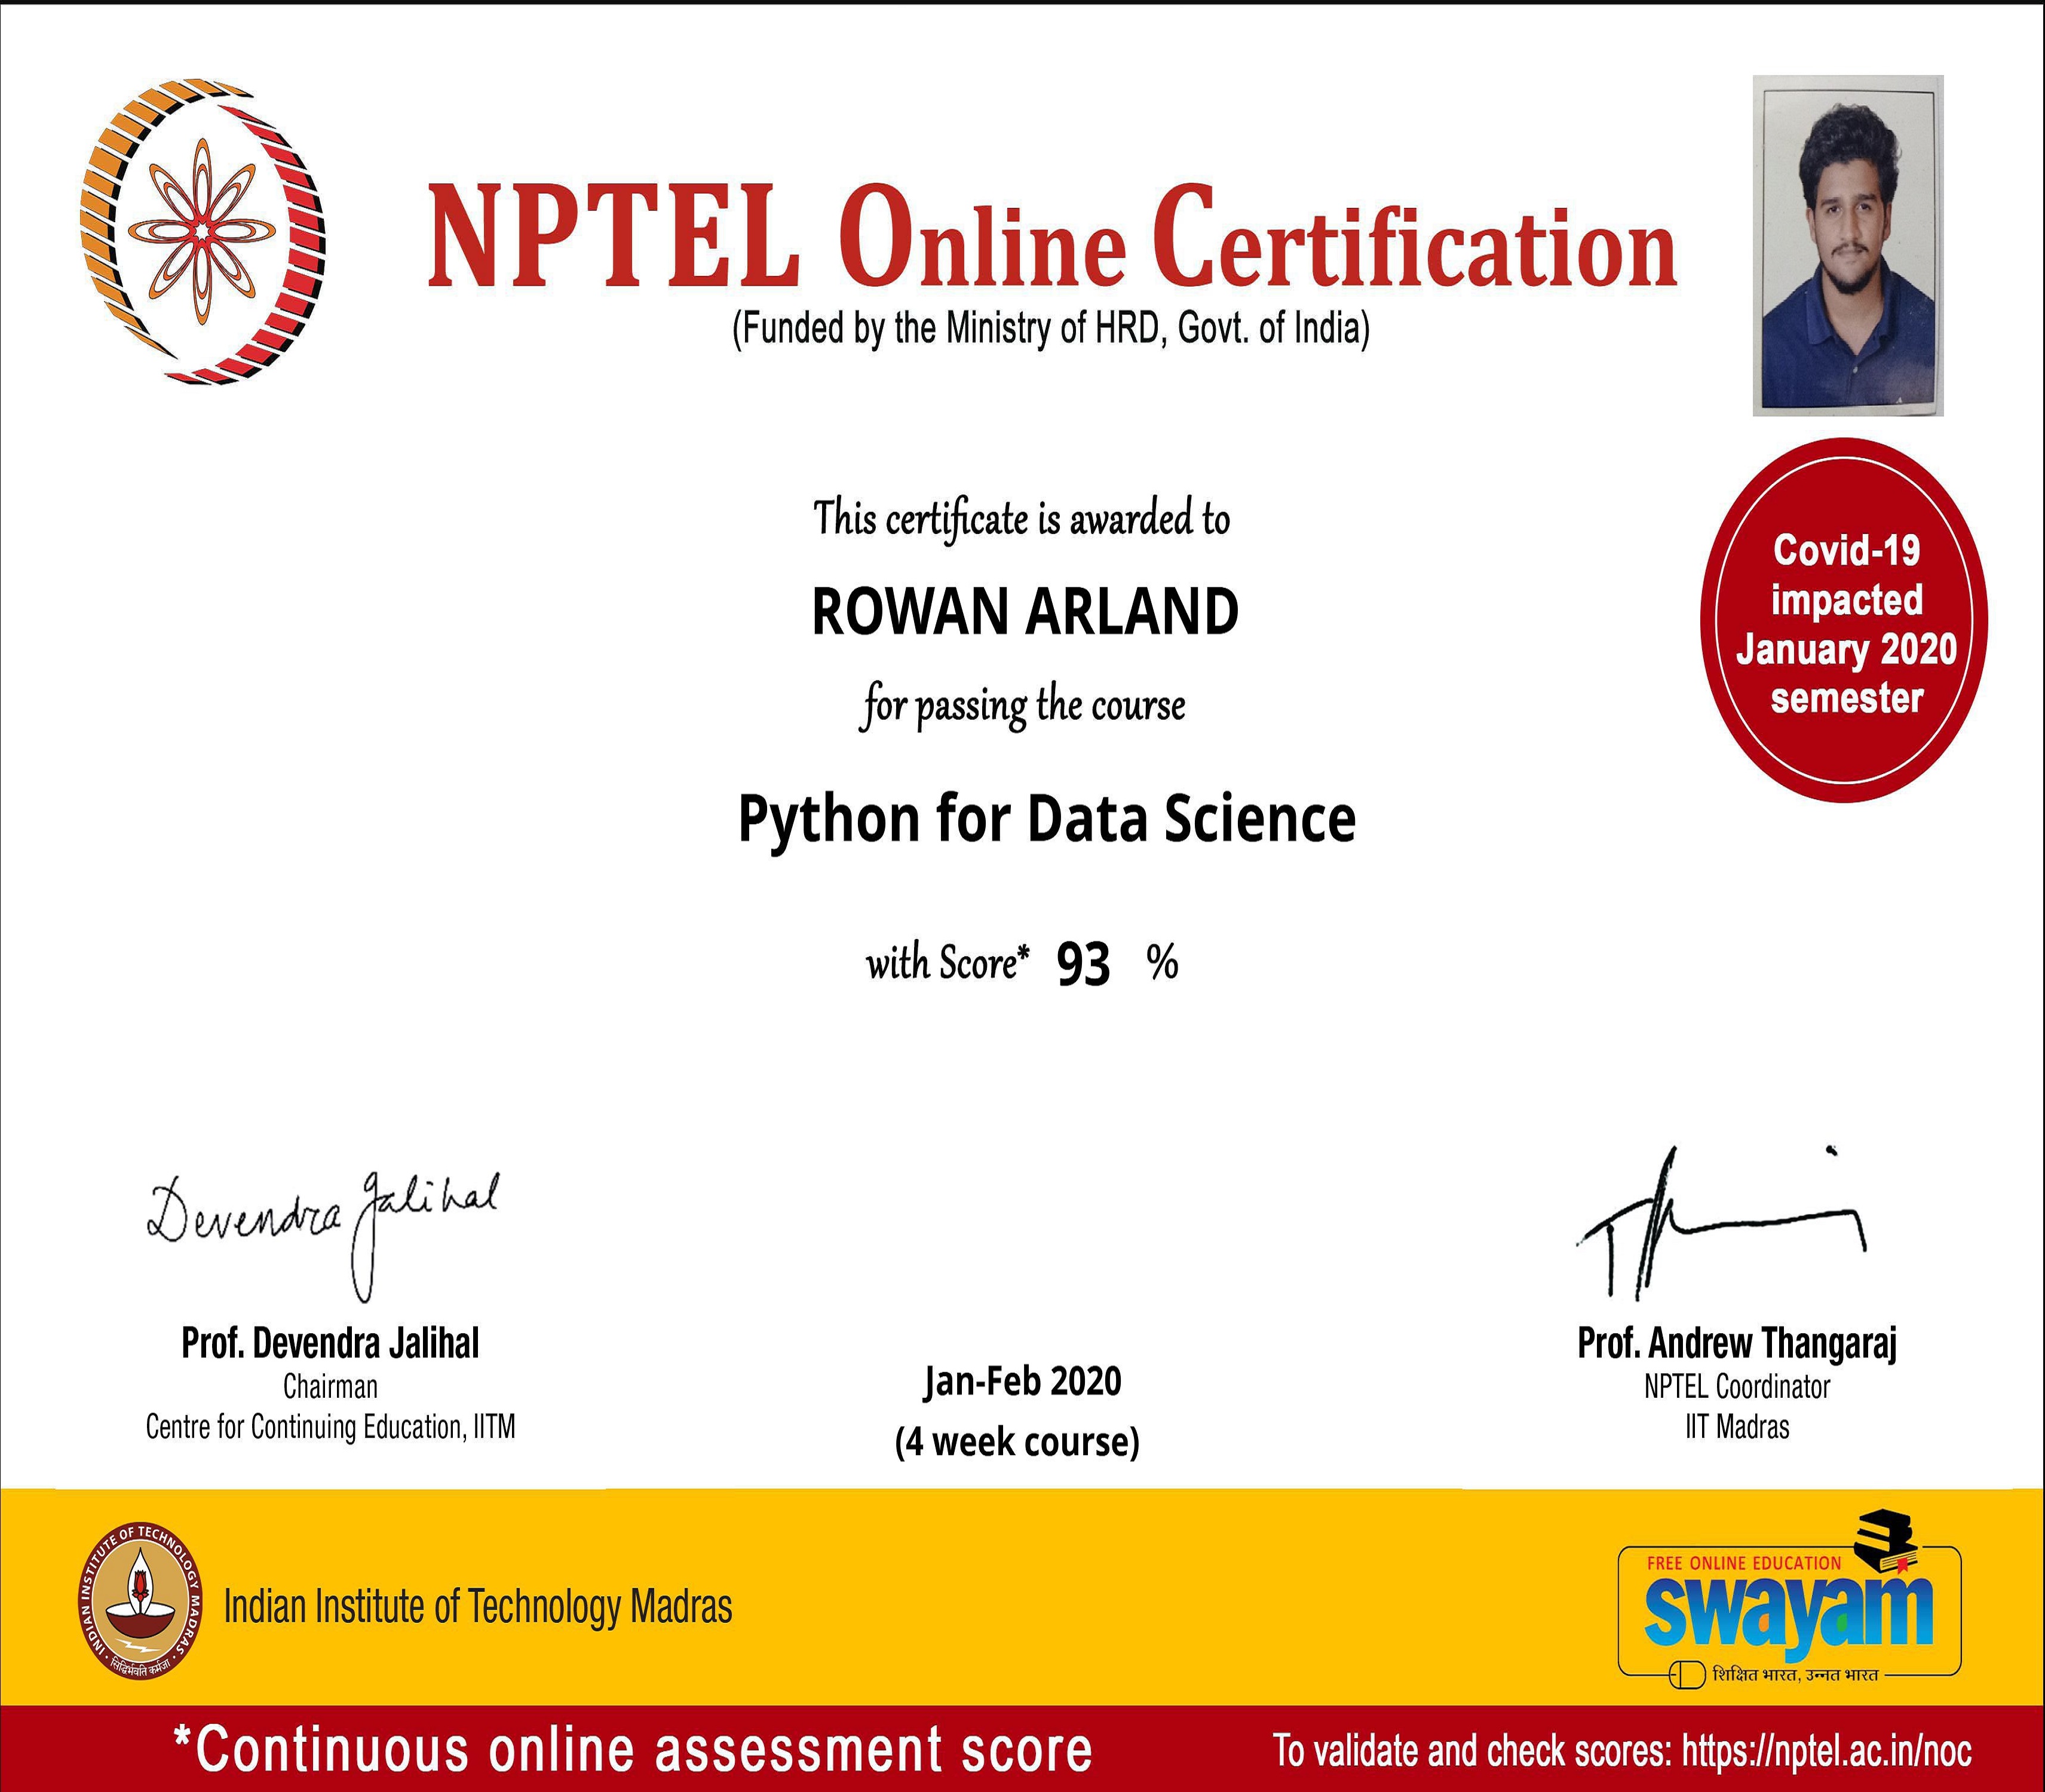 NPTEL Online Certification
(Funded by the Ministry of HRD, Govt. of India)
This certificate is awarded to
ROWAN ARLAND
for passing the course
Python for Data Science
with Score* 93 %
Covid-19
impacted
January 2020
semester
Devendra Jalihal
Prof. Devendra Jalihal
Chairman
Centre for Continuing Education, IITM
Jan-Feb 2020
(4 week course)
Prof. Andrew Thangaraj
NPTEL Coordinator
IIT Madras
INDIAN INSTITUTE OF TECHNOLOGY MADRAS
सिद्धिर्भवति कर्मजा
Indian Institute of Technology Madras
FREE ONLINE EDUCATION
swayam
शिक्षित भारत, उन्नत भारत
*Continuous online assessment score
To validate and check scores: https://nptel.ac.in/noc